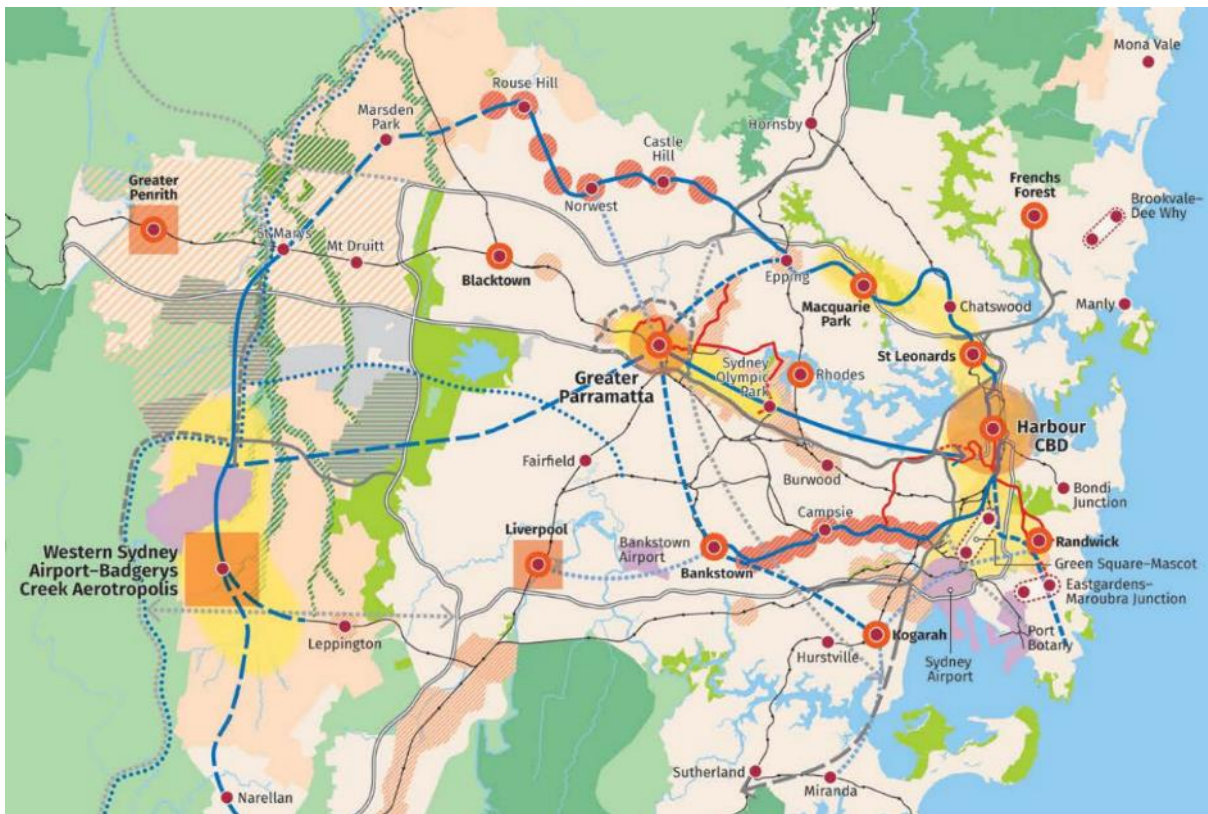 Mona Vale
Rouse Hill
Marsden
Park
Hornsby
Castle
Hill
Greater
Penrith
Norwest
Frenchs
Forest
Brookvale–
Dee Why
St Marys
Mt Druitt
Blacktown
Epping
Macquarie
Park
Chatswood
Manly
St Leonards
Greater
Parramatta
Sydney
Olympic
Park
Rhodes
Harbour
CBD
Fairfield
Burwood
Bondi
Junction
Campsie
Liverpool
Bankstown
Airport
Bankstown
Randwick
Green Square–Mascot
Western Sydney
Airport–Badgerys
Creek Aerotropolis
Eastgardens–
Maroubra Junction
Leppington
Kogarah
Hurstville
Port
Botany
Sydney
Airport
Sutherland
Miranda
Narellan